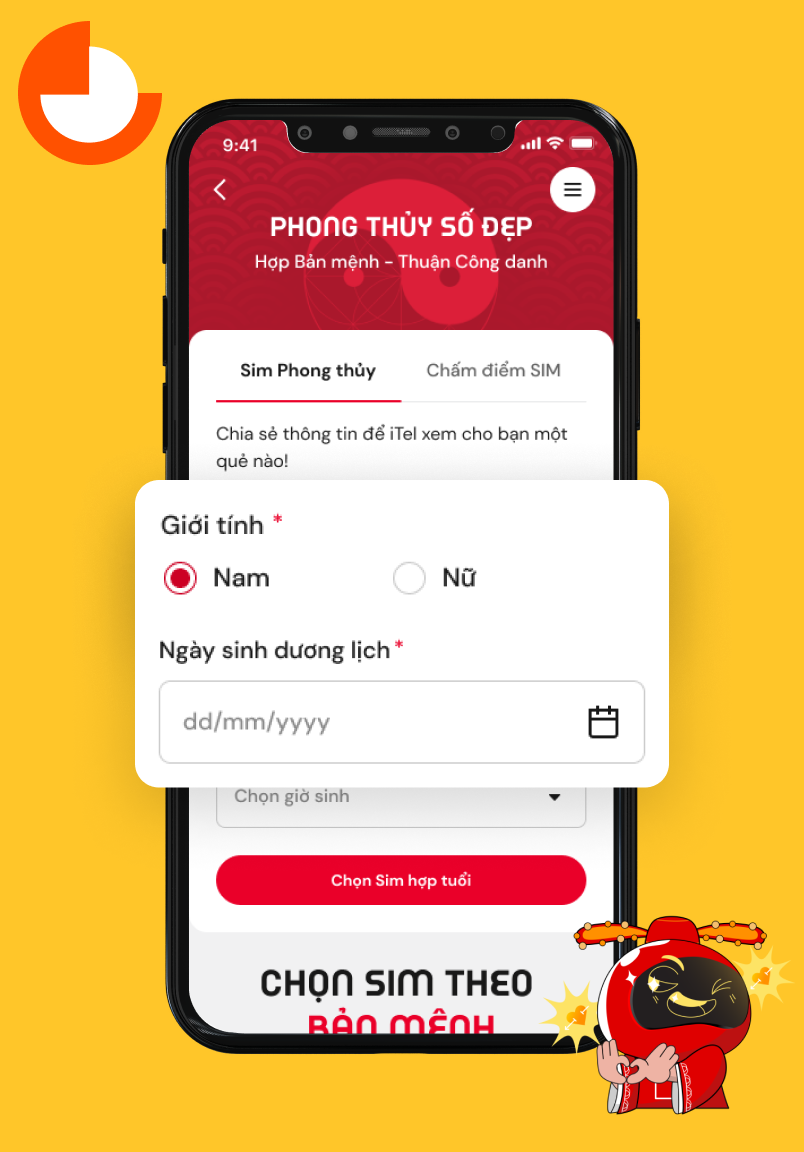 9:41
PHONG THỦY SỐ ĐẸP
Hợp Bản mệnh - Thuận Công danh
Sim Phong thủy
Chấm điểm SIM
Chia sẻ thông tin để iTel xem cho bạn một
quẻ nào!
Giới tính *
Nam
Nữ
Ngày sinh dương lịch *
dd/mm/yyyy
Chọn giờ sinh
Chọn Sim hợp tuổi
CHỌN SIM THEO
BẢN MỆNH